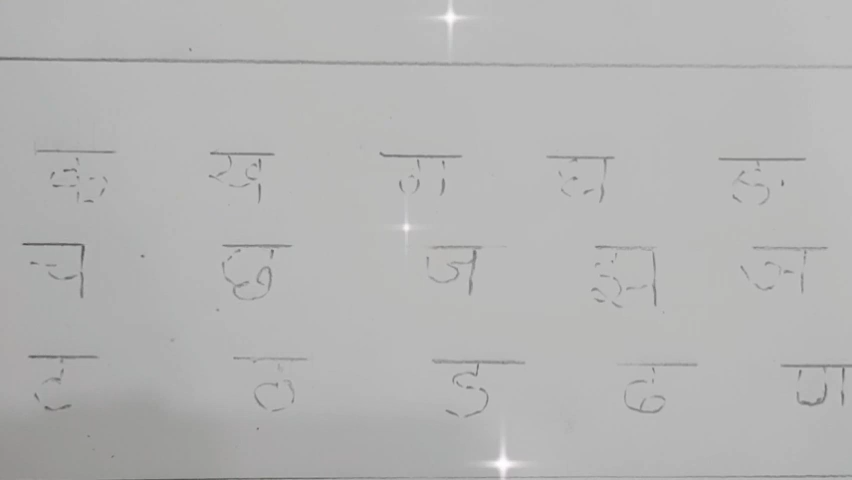 क ख ग घ ङ
च छ ज झ ञ
ट ठ ड ढ ण